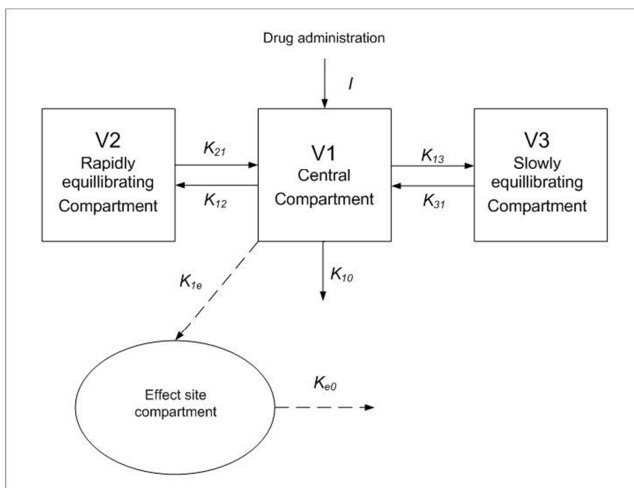 Drug administration
I
V2
Rapidly
equillibrating
Compartment
K21
K12
V1
Central
Compartment
K13
K31
V3
Slowly
equillibrating
Compartment
K1e
K10
Effect site
compartment
Ke0